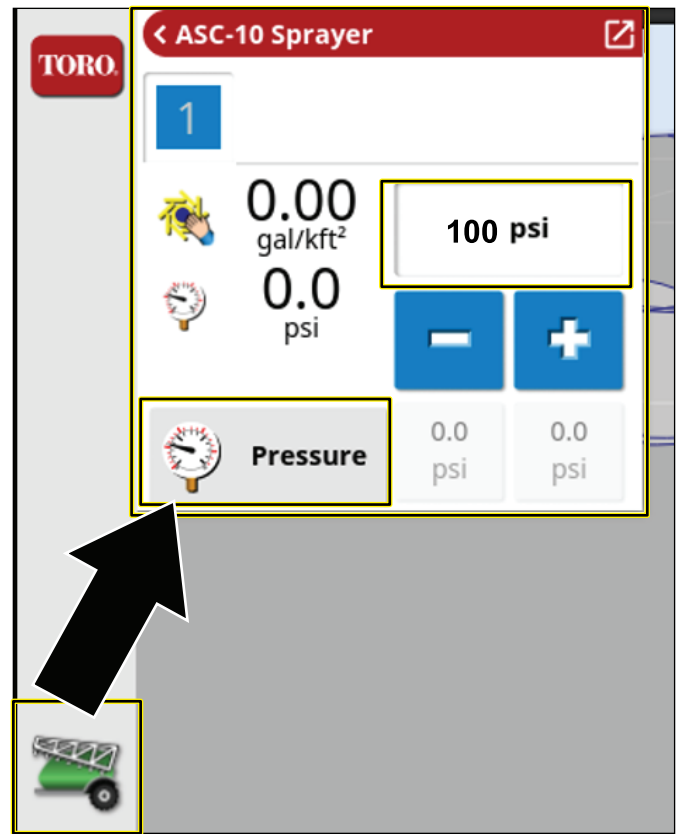 TORO.
ASC-10 Sprayer
1
0.00
gal/kft²
100 psi
0.0
psi
Pressure
0.0
psi
0.0
psi